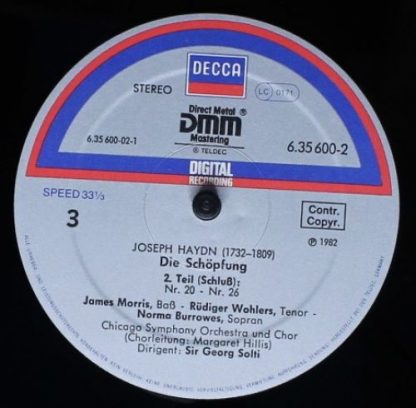 DECCA
STEREO
LC 0171
Direct Metal ®
DMM
Mastering
® TELDEC
6.35 600-02-1
6.35 600-2
DIGITAL
RECORDING
SPEED 33⅓
3
Contr.
Copyr.
℗ 1982
JOSEPH HAYDN (1732–1809)
Die Schöpfung
2. Teil (Schluß):
Nr. 20 - Nr. 26
James Morris, Baß - Rüdiger Wohlers, Tenor -
Norma Burrowes, Sopran
Chicago Symphony Orchestra und Chor
(Chorleitung: Margaret Hillis)
Dirigent: Sir Georg Solti